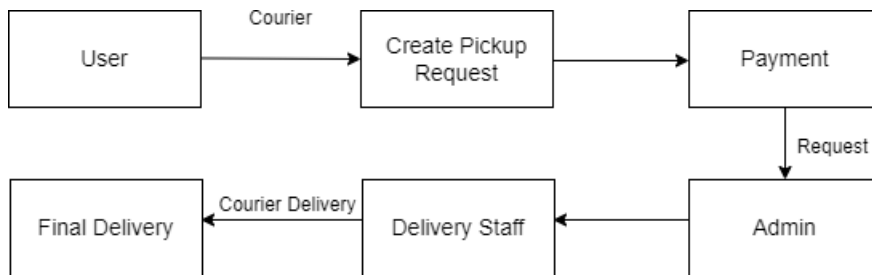 Courier
User
Create Pickup
Request
Payment
Request
Final Delivery
Courier Delivery
Delivery Staff
Admin